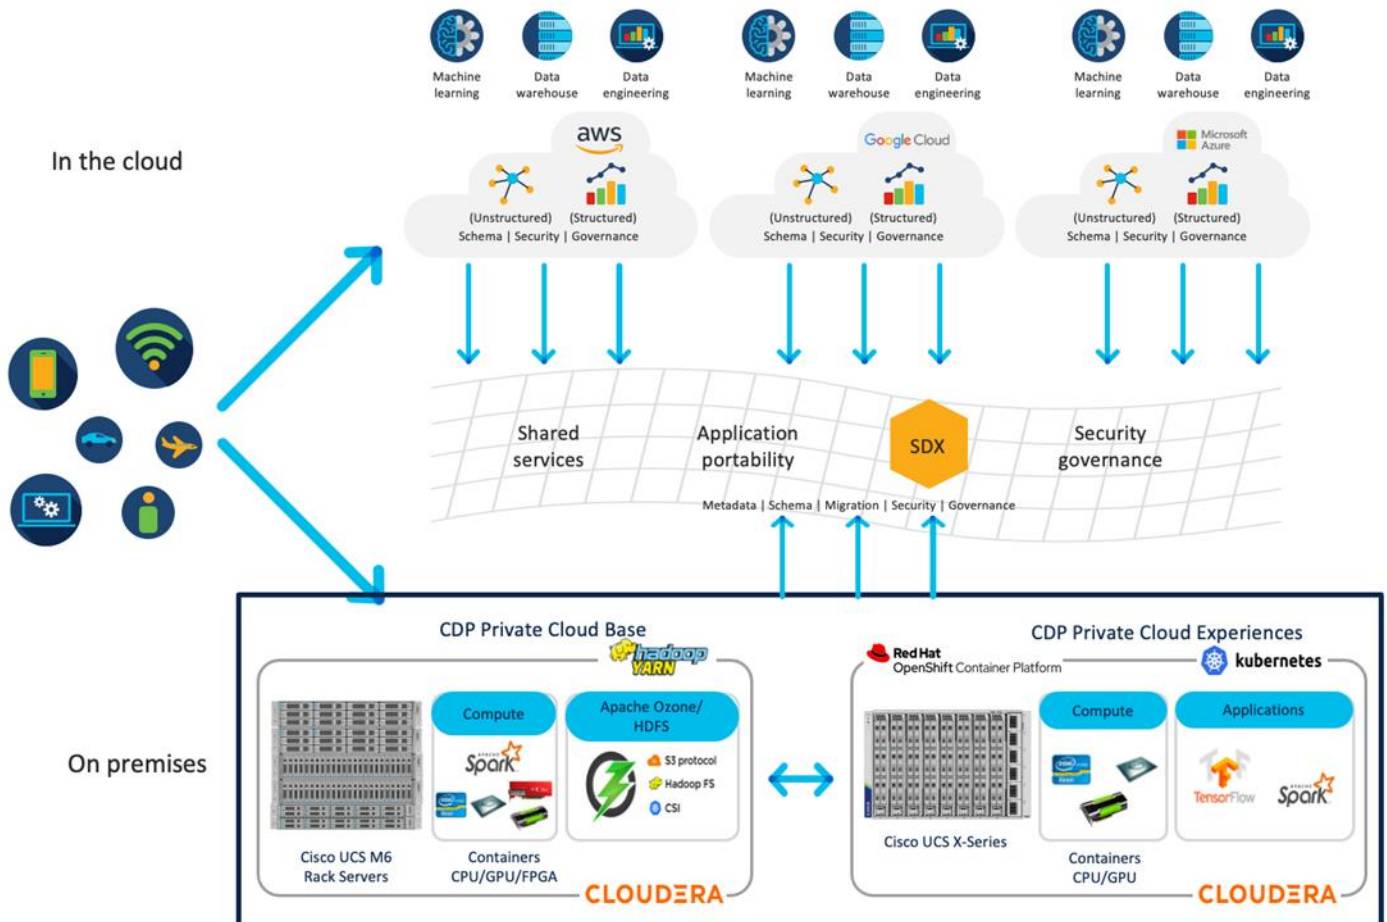 Machine learning
Data warehouse
Data engineering
Machine learning
Data warehouse
Data engineering
Machine learning
Data warehouse
Data engineering
In the cloud
aws
Google Cloud
Microsoft Azure
(Unstructured) (Structured)
Schema | Security | Governance
(Unstructured) (Structured)
Schema | Security | Governance
(Unstructured) (Structured)
Schema | Security | Governance
Shared services
Application portability
SDX
Security governance
Metadata | Schema | Migration | Security | Governance
On premises
CDP Private Cloud Base
hadoop
YARN
Compute
APACHE
Spark
Apache Ozone/
HDFS
S3 protocol
Hadoop FS
CSI
Cisco UCS M6
Rack Servers
Containers
CPU/GPU/FPGA
CLOUDERA
CDP Private Cloud Experiences
Red Hat
OpenShift Container Platform
kubernetes
Compute
Applications
TensorFlow
APACHE
Spark
Cisco UCS X-Series
Containers
CPU/GPU
CLOUDERA